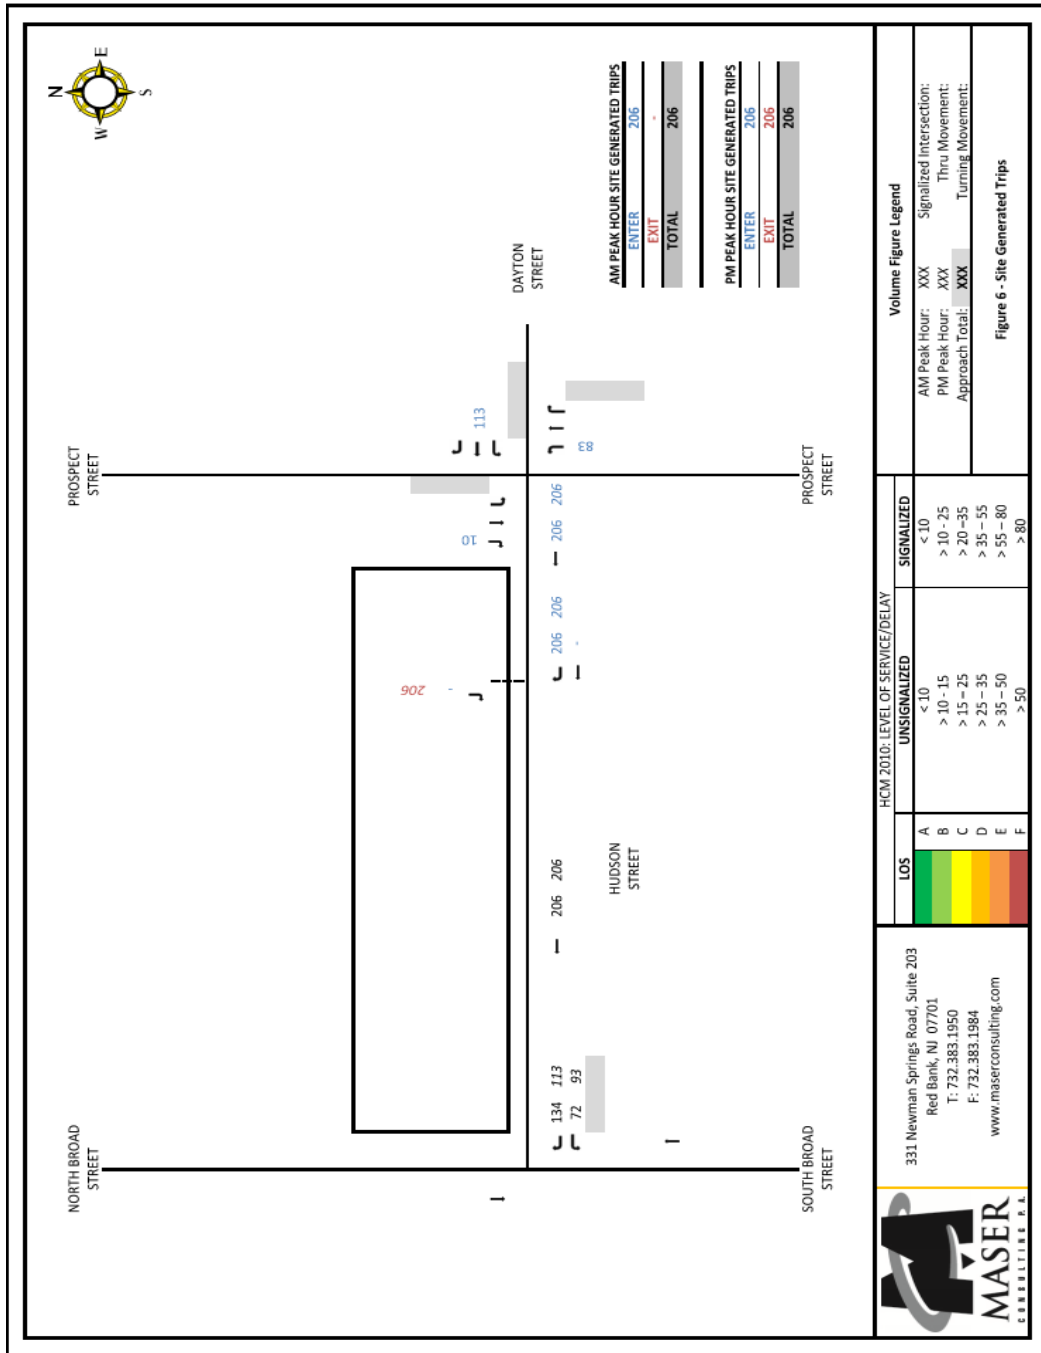 N
E
W
S
PROSPECT
STREET
DAYTON
STREET
NORTH BROAD
STREET
SOUTH BROAD
STREET
PROSPECT
STREET
HUDSON
STREET
113
10
83
206 206
206 206
-
206 -
206 206
134 113
72 93
AM PEAK HOUR SITE GENERATED TRIPS
ENTER 206
EXIT -
TOTAL 206
PM PEAK HOUR SITE GENERATED TRIPS
ENTER 206
EXIT 206
TOTAL 206
331 Newman Springs Road, Suite 203
Red Bank, NJ 07701
T: 732.383.1950
F: 732.383.1984
www.maserconsulting.com
MASER
CONSULTING P.A.
HCM 2010: LEVEL OF SERVICE/DELAY
LOS UNSIGNALIZED SIGNALIZED
A < 10 < 10
B > 10 - 15 > 10 - 25
C > 15 – 25 > 20 –35
D > 25 – 35 > 35 – 55
E > 35 – 50 > 55 – 80
F > 50 > 80
Volume Figure Legend
AM Peak Hour: XXX Signalized Intersection:
PM Peak Hour: XXX Thru Movement:
Approach Total: XXX Turning Movement:
Figure 6 - Site Generated Trips